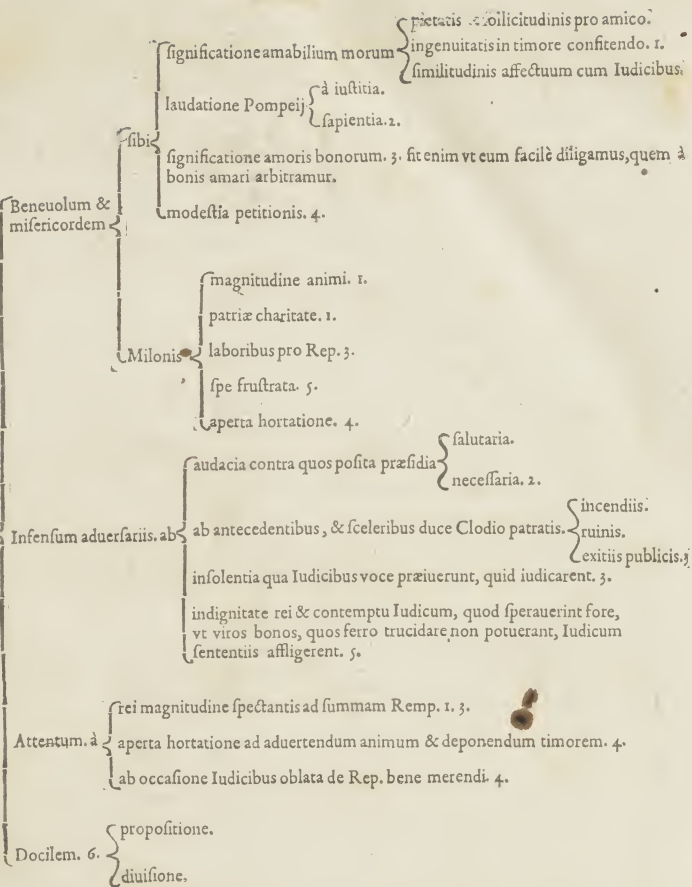 pietatis sollicitudinis pro amico.
ſignificatione amabilium morum
ingenuitatis in timore confitendo. 1.
ſimilitudinis affectuum cum Iudicibus.
laudatione Pompeij
à iuſtitia.
ſapientia. 2.
ſibi
ſignificatione amoris bonorum. 3. fit enim vt eum facilè diligamus, quem à
bonis amari arbitramur.
modeſtia petitionis. 4.
Beneuolum &
miſericordem
Milonis
magnitudine animi. 1.
patriæ charitate. 1.
laboribus pro Rep. 3.
ſpe fruſtrata. 5.
aperta hortatione. 4.
Infenſum aduerſariis. ab
audacia contra quos poſita præſidia
ſalutaria.
neceſſaria. 2.
ab antecedentibus, & ſceleribus duce Clodio patratis.
incendiis.
ruinis.
exitiis publicis. 3
inſolentia qua Iudicibus voce præiuerunt, quid iudicarent. 3.
indignitate rei & contemptu Iudicum, quod ſperauerint fore,
vt viros bonos, quos ferro trucidare non potuerant, Iudicum
ſententiis affligerent. 5.
Attentum. à
rei magnitudine ſpectantis ad ſummam Remp. 1. 3.
aperta hortatione ad aduertendum animum & deponendum timorem. 4.
ab occaſione Iudicibus oblata de Rep. bene merendi. 4.
Docilem. 6.
propoſitione.
diuiſione.